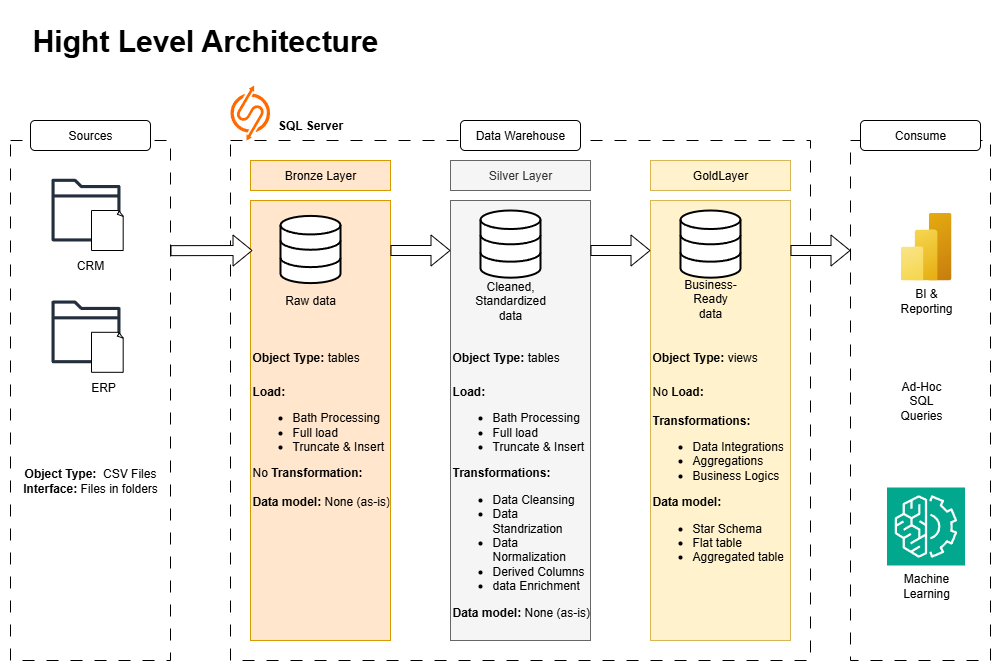 Hight Level Architecture
SQL Server
Sources
Data Warehouse
Consume
CRM
ERP
Object Type: CSV Files
Interface: Files in folders
Bronze Layer
Raw data
Object Type: tables
Load:
Bath Processing
Full load
Truncate & Insert
No Transformation:
Data model: None (as-is)
Silver Layer
Cleaned,
Standardized
data
Object Type: tables
Load:
Bath Processing
Full load
Truncate & Insert
Transformations:
Data Cleansing
Data
Standrization
Data
Normalization
Derived Columns
data Enrichment
Data model: None (as-is)
GoldLayer
Business-
Ready
data
Object Type: views
No Load:
Transformations:
Data Integrations
Aggregations
Business Logics
Data model:
Star Schema
Flat table
Aggregated table
BI &
Reporting
Ad-Hoc
SQL
Queries
Machine
Learning